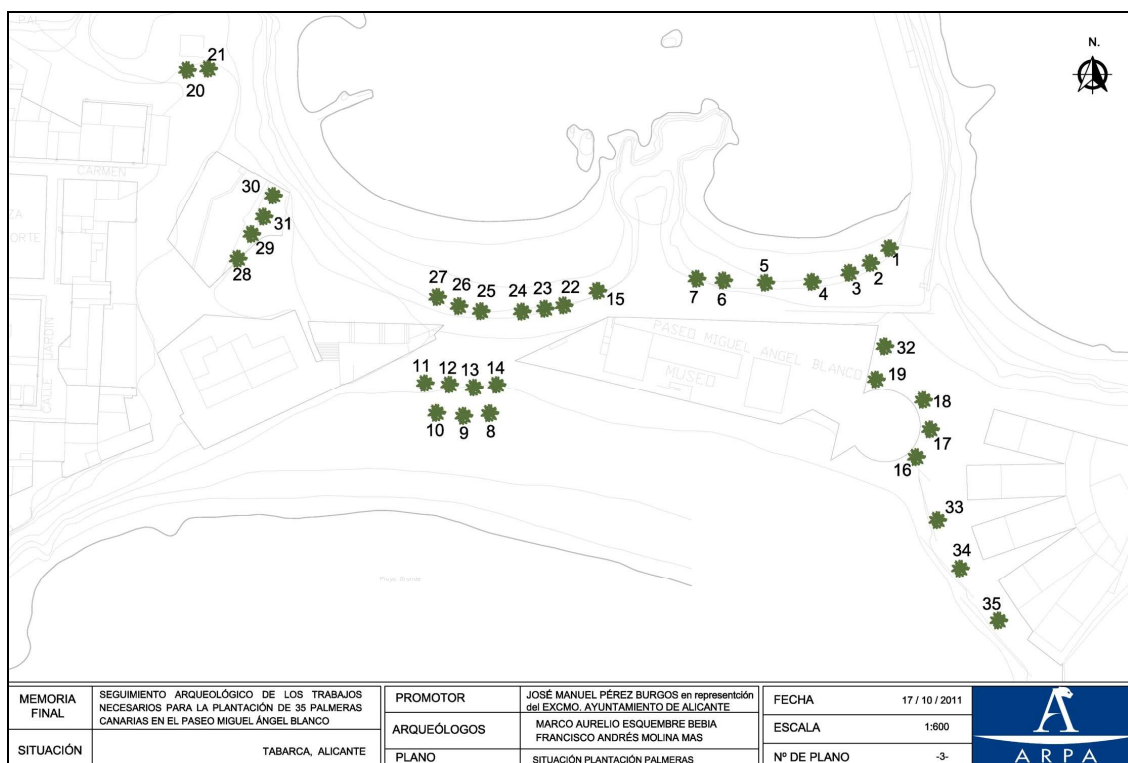 PAL
21
20
N.
CARMEN
30
31
29
28
ORTE
CALLE JARDIN
27
26
25
24
23
22
15
7
6
5
4
3
2
1
PASEO MIGUEL ANGEL BLANCO
MUSEO
32
19
18
17
16
11
12
13
14
10
9
8
33
34
35
MEMORIA
FINAL
SEGUIMIENTO ARQUEOLÓGICO DE LOS TRABAJOS
NECESARIOS PARA LA PLANTACIÓN DE 35 PALMERAS
CANARIAS EN EL PASEO MIGUEL ÁNGEL BLANCO
SITUACIÓN
TABARCA, ALICANTE
PROMOTOR
JOSÉ MANUEL PÉREZ BURGOS en representción
del EXCMO. AYUNTAMIENTO DE ALICANTE
ARQUEÓLOGOS
MARCO AURELIO ESQUEMBRE BEBIA
FRANCISCO ANDRÉS MOLINA MAS
PLANO
SITUACIÓN PLANTACIÓN PALMERAS
FECHA
17 / 10 / 2011
ESCALA
1:600
Nº DE PLANO
-3-
ARPA